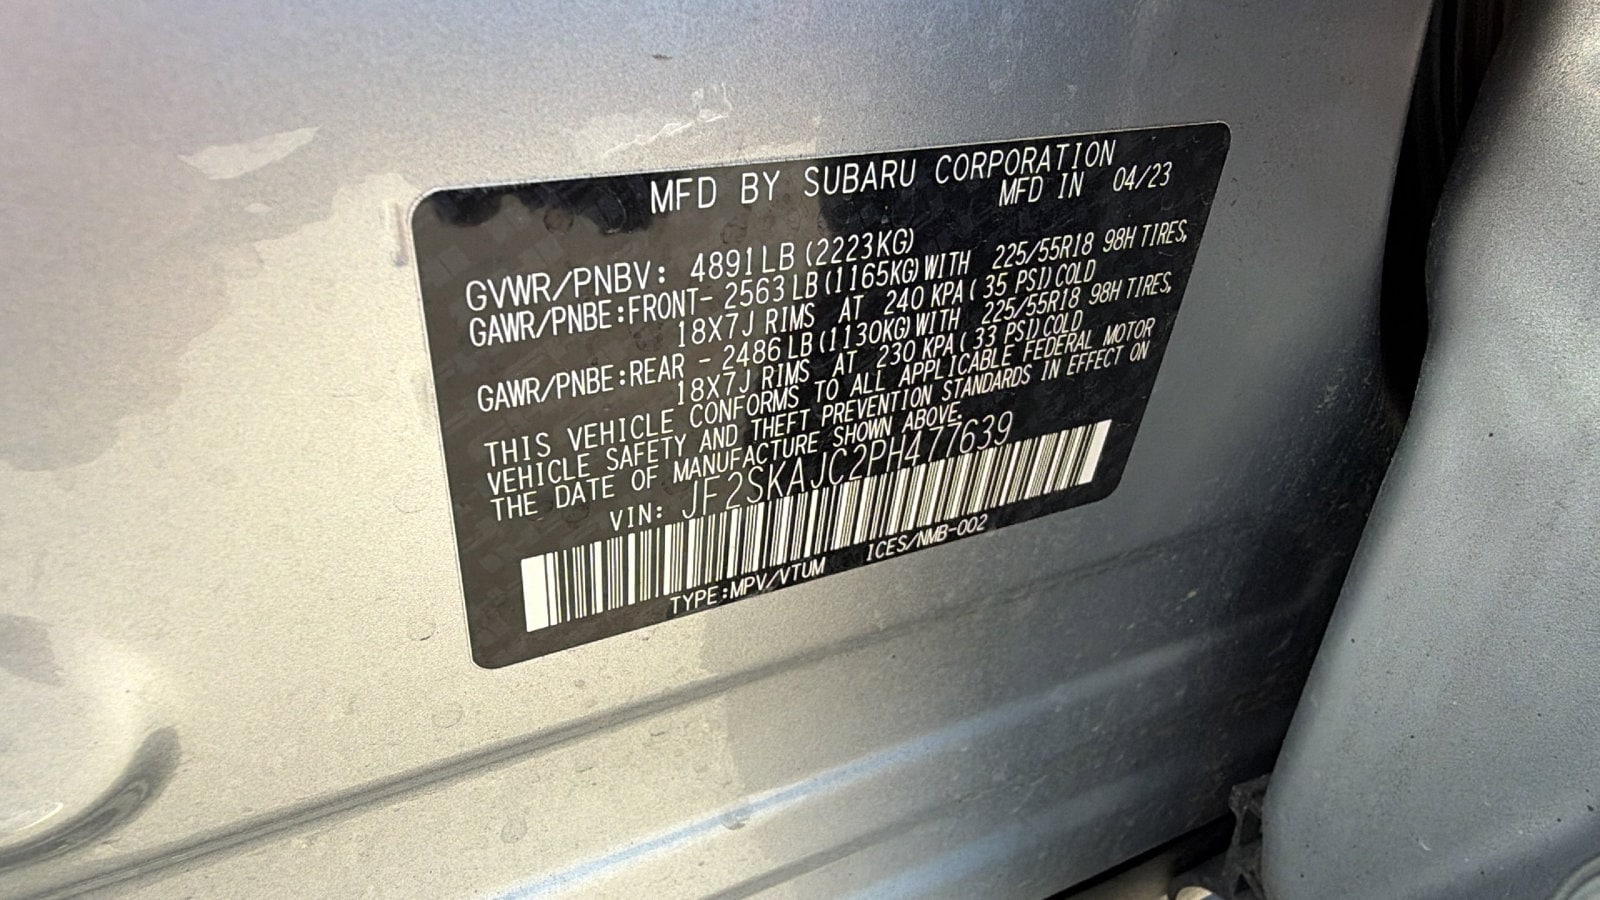 MFD BY SUBARU CORPORATION
MFD IN 04/23
GVWR/PNBV: 4891LB (2223KG)
GAWR/PNBE:FRONT- 2563LB(1165KG)WITH 225/55R18 98H TIRES,
18X7J RIMS AT 240 KPA( 35 PSI)COLD
GAWR/PNBE:REAR - 2486LB(1130KG)WITH 225/55R18 98H TIRES,
18X7J RIMS AT 230 KPA( 33 PSI)COLD
THIS VEHICLE CONFORMS TO ALL APPLICABLE FEDERAL MOTOR
VEHICLE SAFETY AND THEFT PREVENTION STANDARDS IN EFFECT ON
THE DATE OF MANUFACTURE SHOWN ABOVE.
VIN: JF2SKAJC2PH477639
TYPE:MPV/VTUM ICES/NMB-002